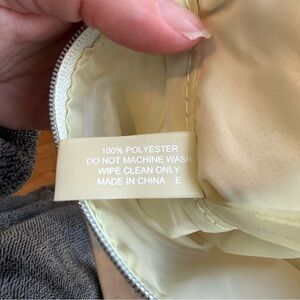 100% POLYESTER
DO NOT MACHINE WASH
WIPE CLEAN ONLY
MADE IN CHINA E